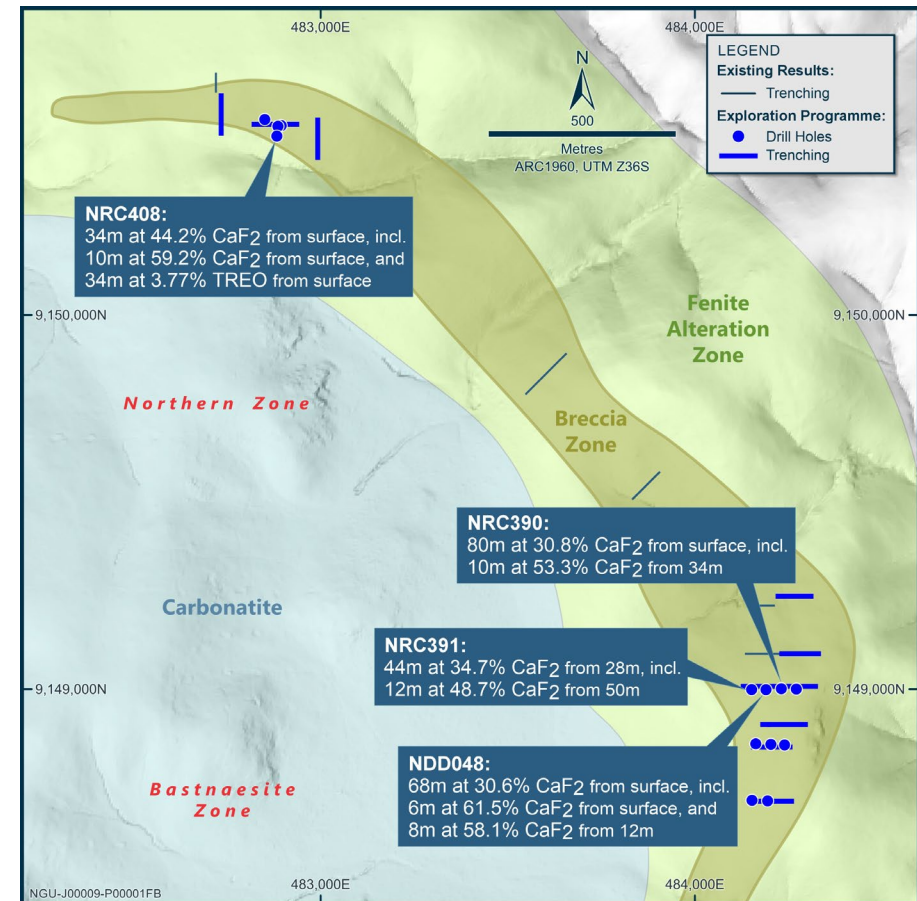 483,000E
484,000E
N
500
Metres
ARC1960, UTM Z36S
LEGEND
Existing Results:
Trenching
Exploration Programme:
Drill Holes
Trenching
NRC408:
34m at 44.2% CaF2 from surface, incl.
10m at 59.2% CaF2 from surface, and
34m at 3.77% TREO from surface
9,150,000N
9,150,000N
Fenite
Alteration
Zone
Northern Zone
Breccia
Zone
NRC390:
80m at 30.8% CaF2 from surface, incl.
10m at 53.3% CaF2 from 34m
Carbonatite
NRC391:
44m at 34.7% CaF2 from 28m, incl.
12m at 48.7% CaF2 from 50m
9,149,000N
9,149,000N
NDD048:
68m at 30.6% CaF2 from surface, incl.
6m at 61.5% CaF2 from surface, and
8m at 58.1% CaF2 from 12m
Bastnaesite
Zone
483,000E
484,000E
NGU-J00009-P00001FB